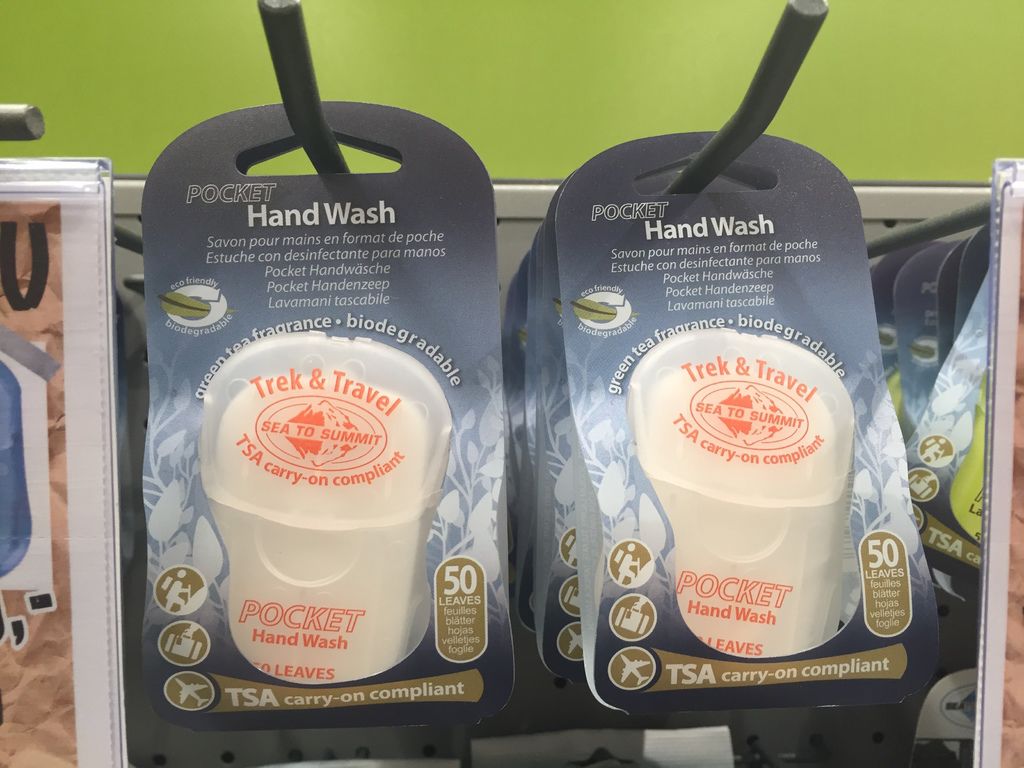 POCKET
Hand Wash
Savon pour mains en format de poche
Estuche con desinfectante para manos
Pocket Handwäsche
Pocket Handenzeep
Lavamani tascabile
eco friendly
biodegradable
green tea fragrance • biodegradable
Trek & Travel
SEA TO SUMMIT
TSA carry-on compliant
POCKET
Hand Wash
50 LEAVES
50
LEAVES
feuilles
blätter
hojas
velletjes
foglie
TSA carry-on compliant
POCKET
Hand Wash
Savon pour mains en format de poche
Estuche con desinfectante para manos
Pocket Handwäsche
Pocket Handenzeep
Lavamani tascabile
eco friendly
biodegradable
green tea fragrance • biodegradable
Trek & Travel
SEA TO SUMMIT
TSA carry-on compliant
POCKET
Hand Wash
50 LEAVES
50
LEAVES
feuilles
blätter
hojas
velletjes
foglie
TSA carry-on compliant
TSA